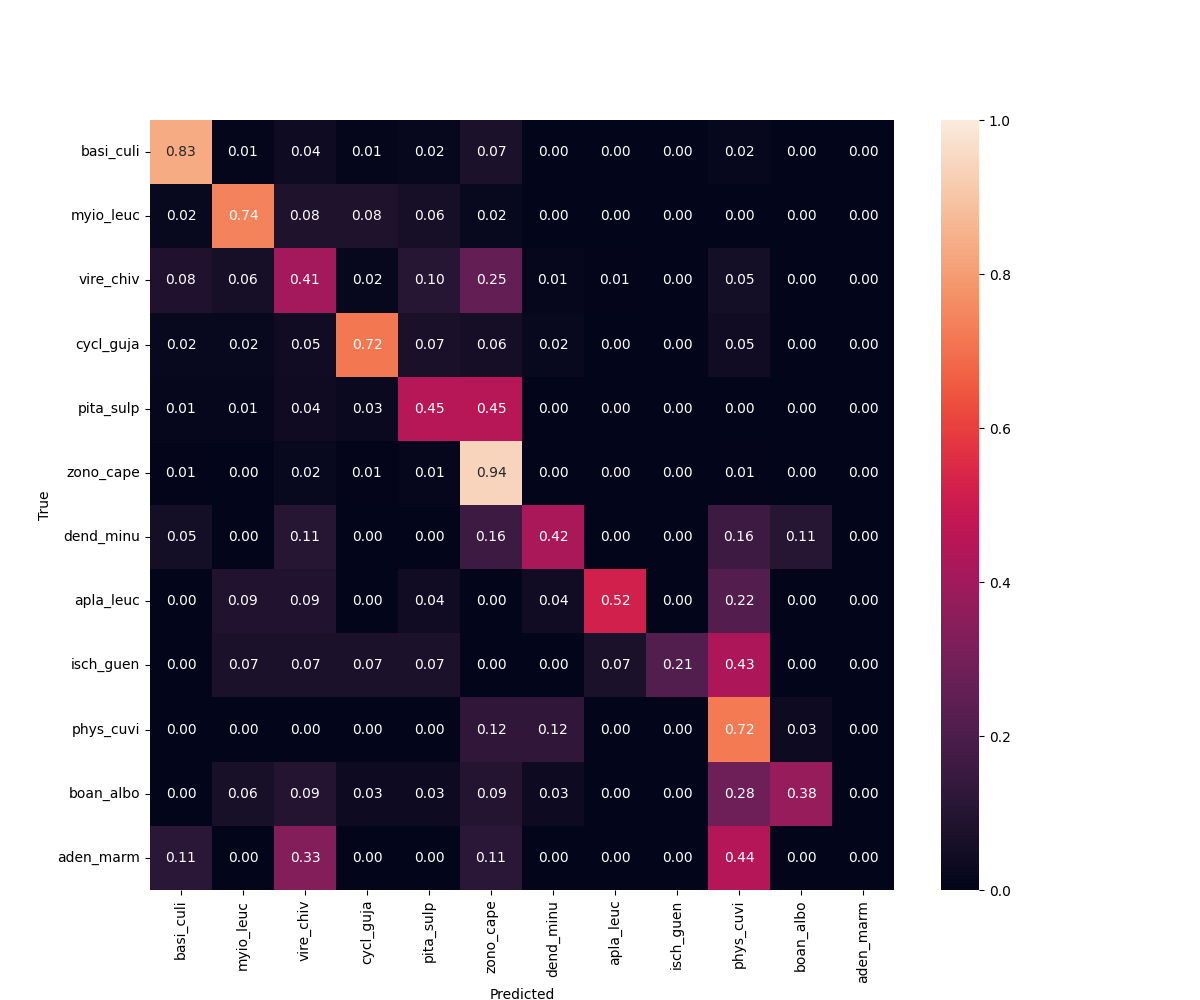 1.0
basi_culi 0.83 0.01 0.04 0.01 0.02 0.07 0.00 0.00 0.00 0.02 0.00 0.00
myio_leuc 0.02 0.74 0.08 0.08 0.06 0.02 0.00 0.00 0.00 0.00 0.00 0.00
0.8
vire_chiv 0.08 0.06 0.41 0.02 0.10 0.25 0.01 0.01 0.00 0.05 0.00 0.00
cycl_guja 0.02 0.02 0.05 0.72 0.07 0.06 0.02 0.00 0.00 0.05 0.00 0.00
pita_sulp 0.01 0.01 0.04 0.03 0.45 0.45 0.00 0.00 0.00 0.00 0.00 0.00
0.6
zono_cape 0.01 0.00 0.02 0.01 0.01 0.94 0.00 0.00 0.00 0.01 0.00 0.00
True
dend_minu 0.05 0.00 0.11 0.00 0.00 0.16 0.42 0.00 0.00 0.16 0.11 0.00
0.4
apla_leuc 0.00 0.09 0.09 0.00 0.04 0.00 0.04 0.52 0.00 0.22 0.00 0.00
isch_guen 0.00 0.07 0.07 0.07 0.07 0.00 0.00 0.07 0.21 0.43 0.00 0.00
phys_cuvi 0.00 0.00 0.00 0.00 0.00 0.12 0.12 0.00 0.00 0.72 0.03 0.00
0.2
boan_albo 0.00 0.06 0.09 0.03 0.03 0.09 0.03 0.00 0.00 0.28 0.38 0.00
aden_marm 0.11 0.00 0.33 0.00 0.00 0.11 0.00 0.00 0.00 0.44 0.00 0.00
0.0
basi_culi myio_leuc vire_chiv cycl_guja pita_sulp zono_cape dend_minu apla_leuc isch_guen phys_cuvi boan_albo aden_marm
Predicted